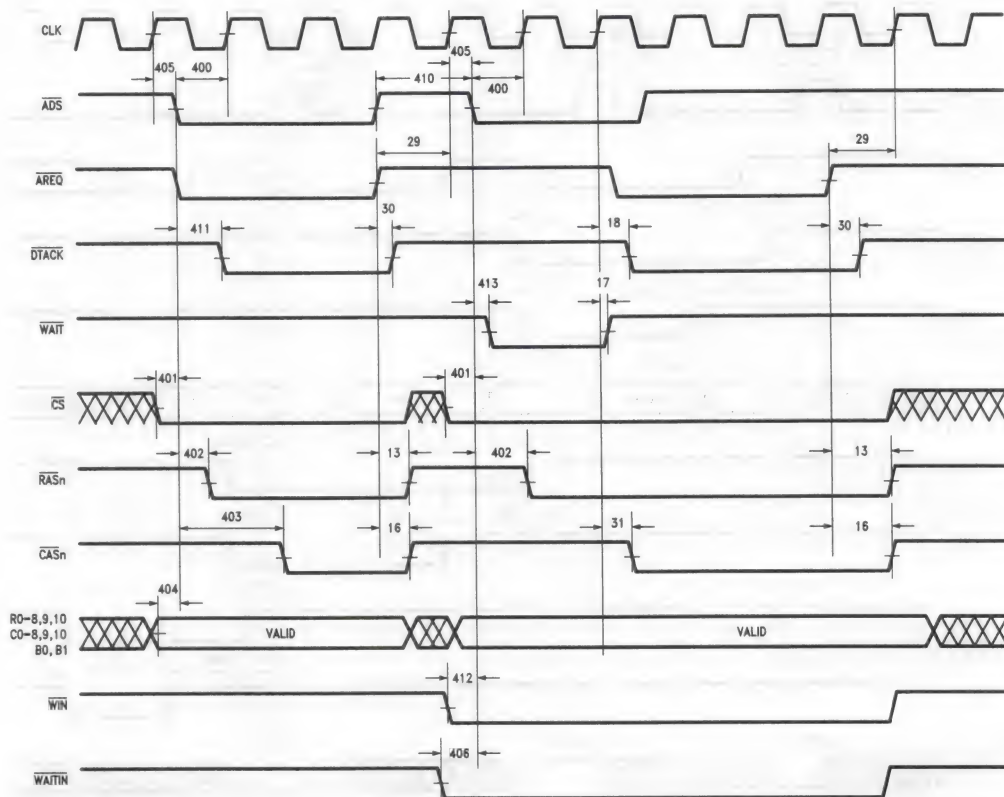 CLK
405
405 400 410 400
ADS
29 29
AREQ
30
411 18 30
DTACK
413 17
WAIT
401 401
CS
402 13 402 13
RASn
403 16 31 16
CASn
404
R0-8,9,10
C0-8,9,10
B0, B1
VALID VALID
412
WIN
406
WAITIN